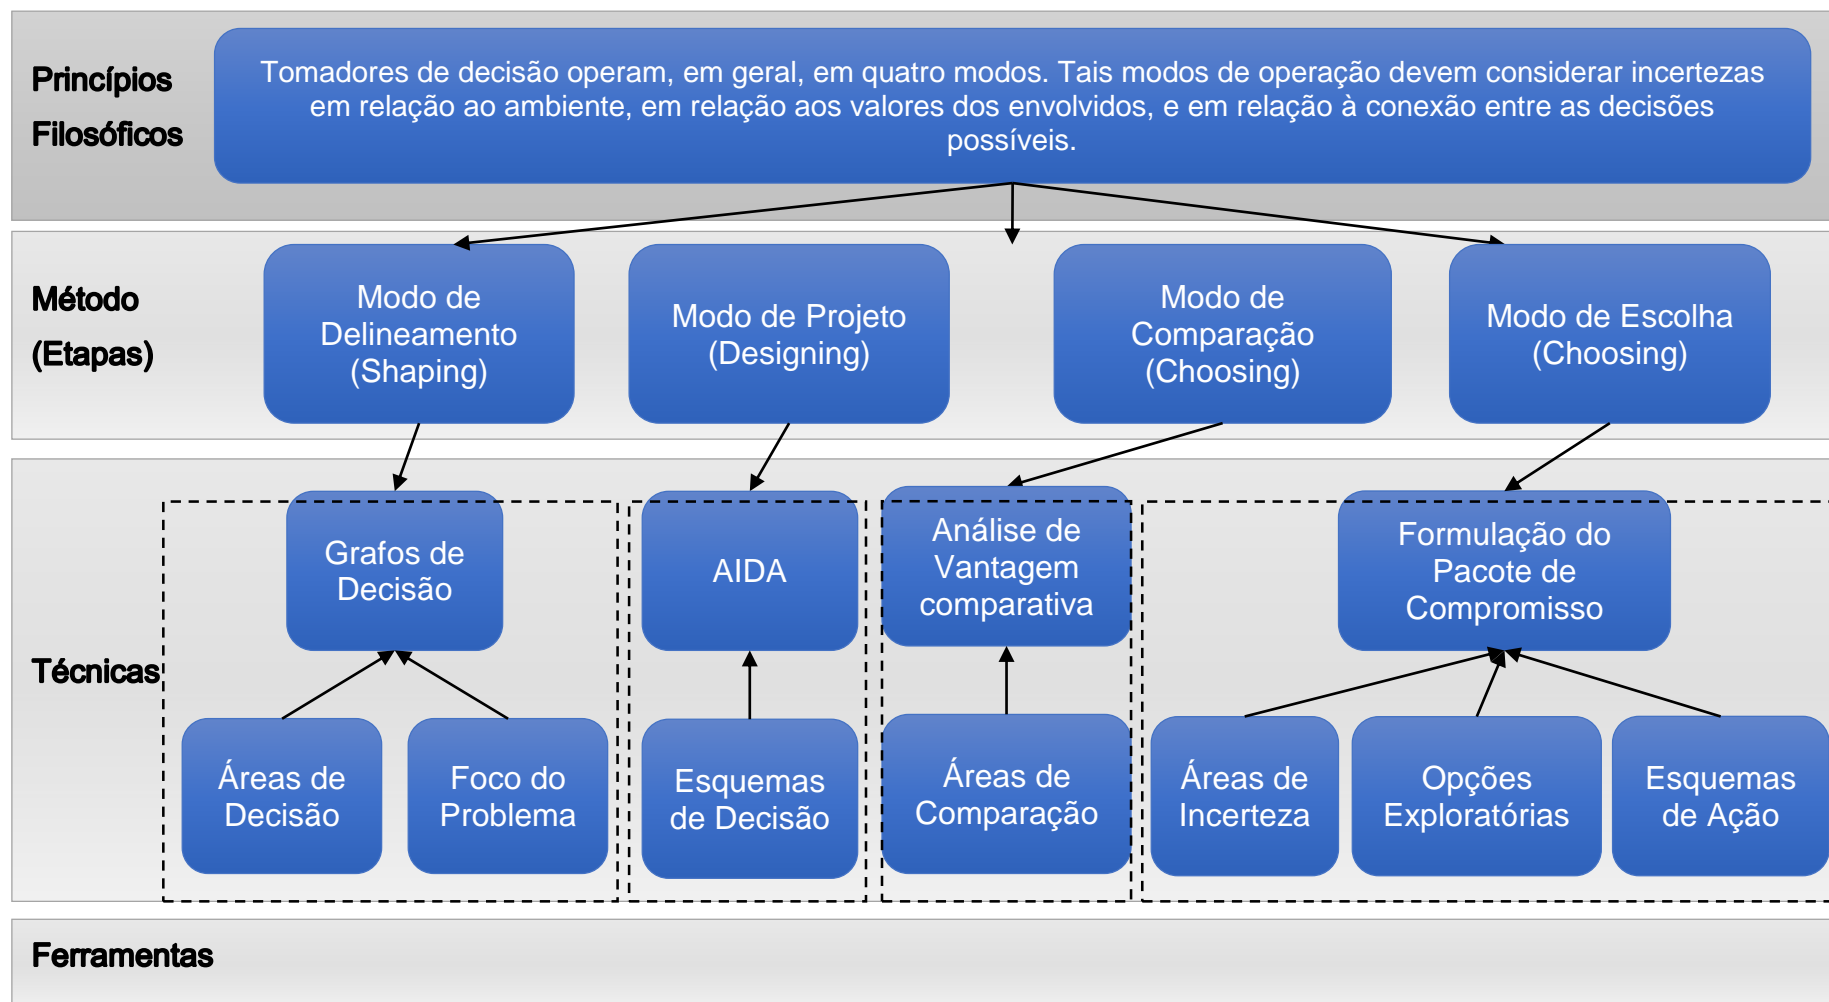 Princípios
Filosóficos
Tomadores de decisão operam, em geral, em quatro modos. Tais modos de operação devem considerar incertezas
em relação ao ambiente, em relação aos valores dos envolvidos, e em relação à conexão entre as decisões
possíveis.
Método
(Etapas)
Modo de
Delineamento
(Shaping)
Modo de Projeto
(Designing)
Modo de
Comparação
(Choosing)
Modo de Escolha
(Choosing)
Técnicas
Grafos de
Decisão
AIDA
Análise de
Vantagem
comparativa
Formulação do
Pacote de
Compromisso
Áreas de
Decisão
Foco do
Problema
Esquemas
de Decisão
Áreas de
Comparação
Áreas de
Incerteza
Opções
Exploratórias
Esquemas
de Ação
Ferramentas